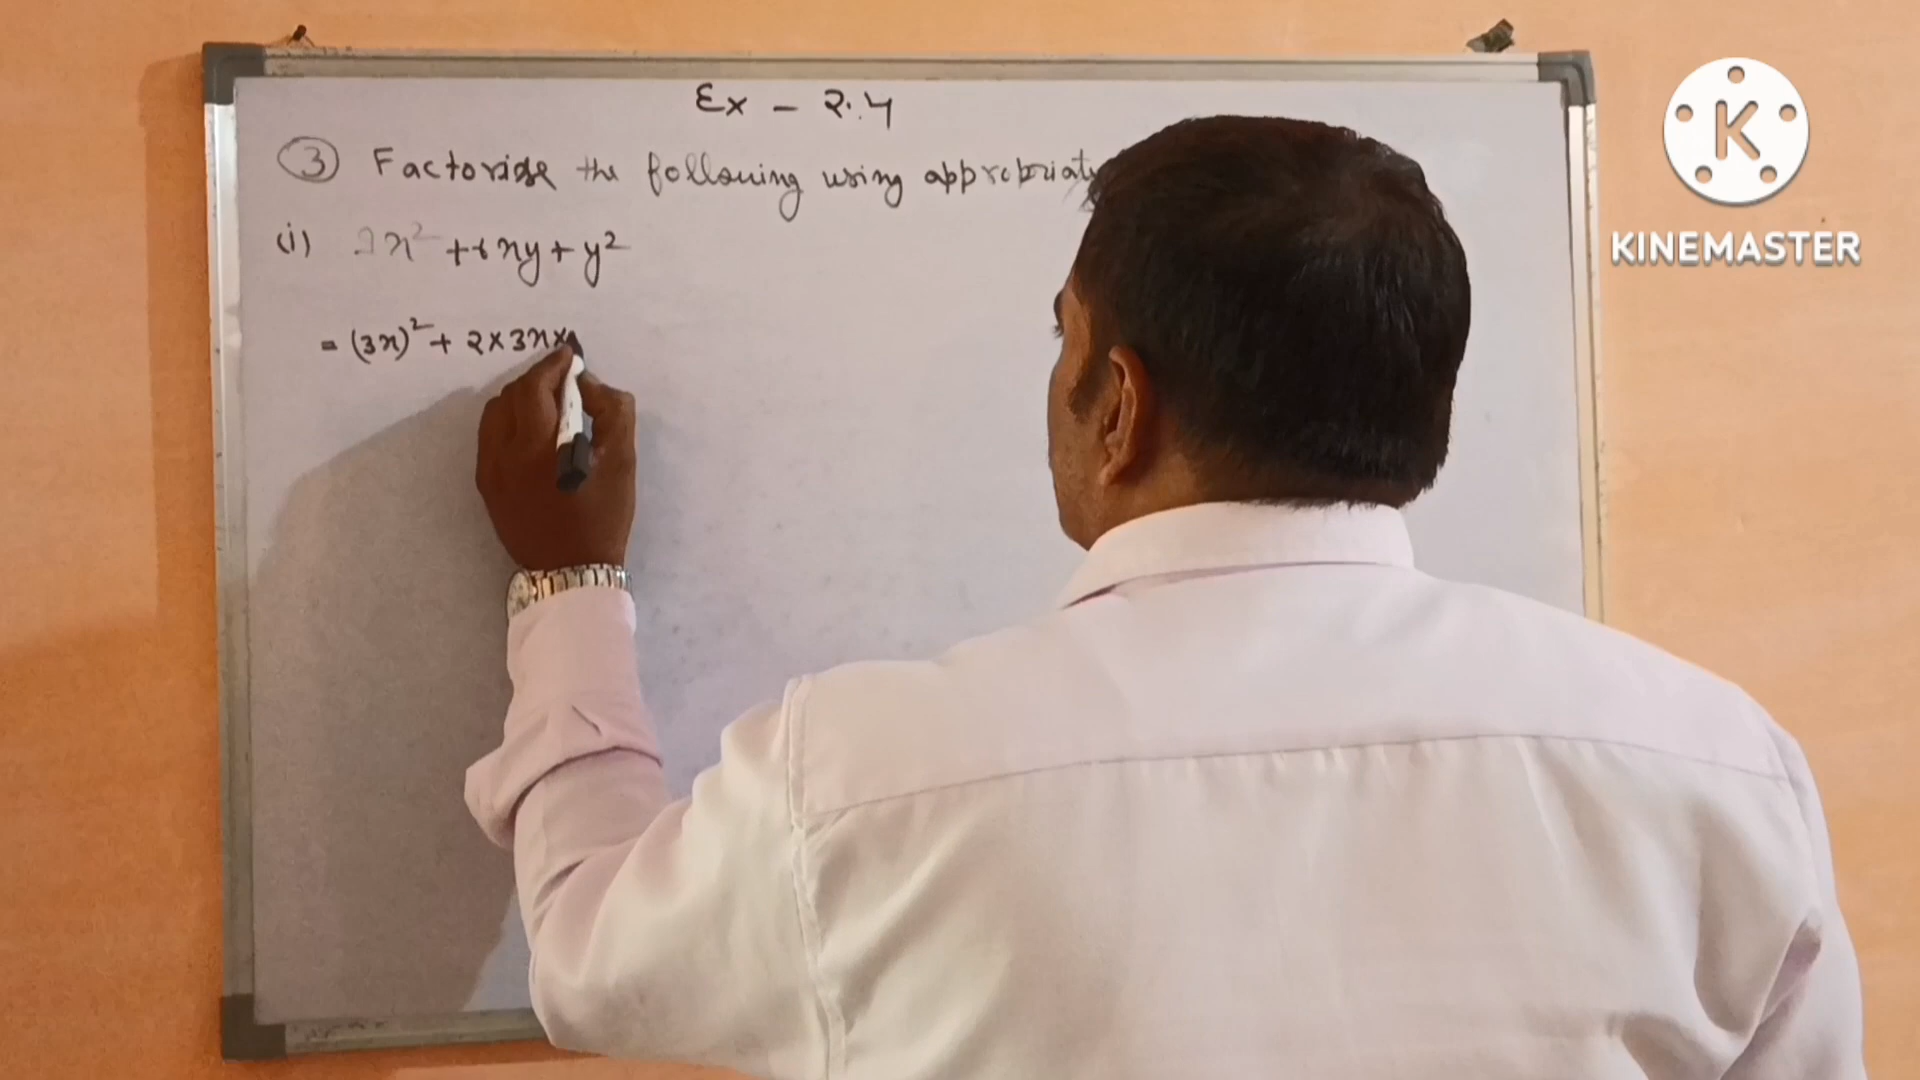 Ex - 2.4
③ Factorise the following using appropriat
(i) 9x² + 6xy + y²
= (3x)² + 2 × 3x ×
K
KINEMASTER